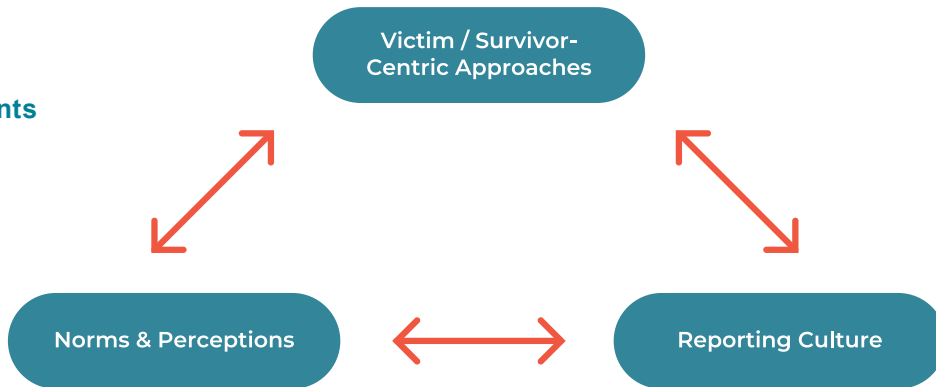 Victim / Survivor-
Centric Approaches
nts
Norms & Perceptions
Reporting Culture